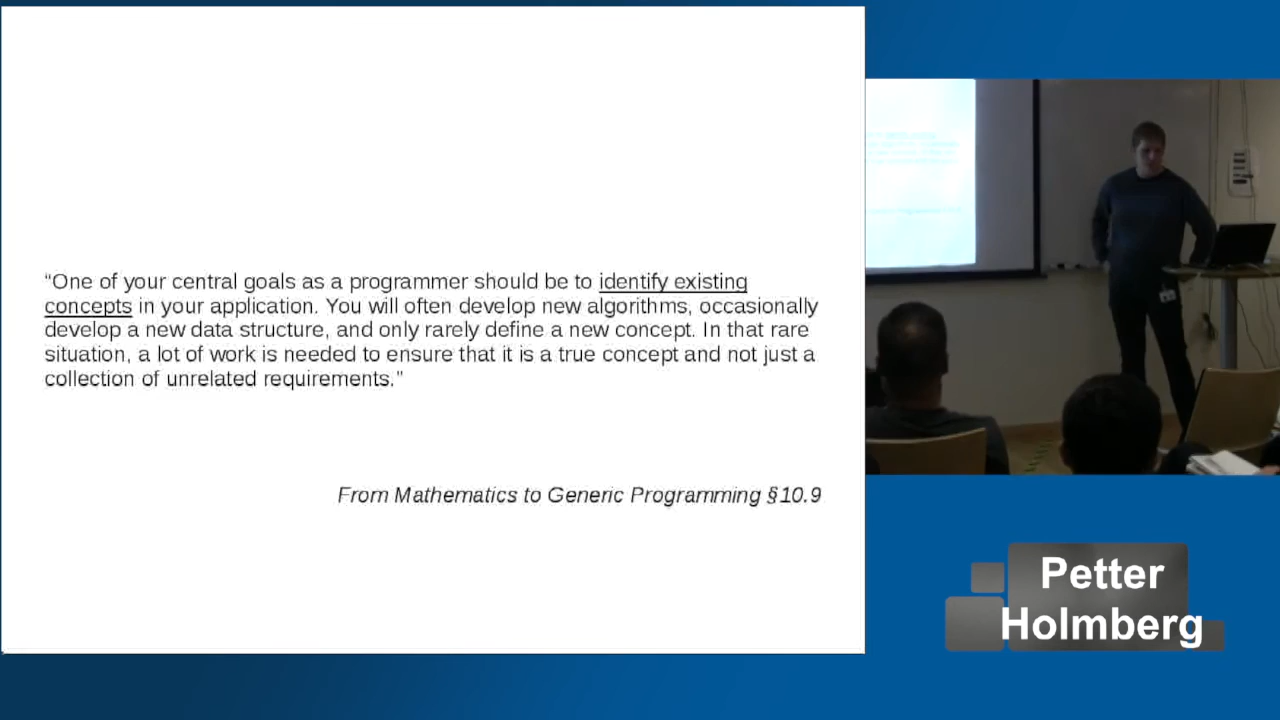 “One of your central goals as a programmer should be to identify existing
concepts in your application. You will often develop new algorithms, occasionally
develop a new data structure, and only rarely define a new concept. In that rare
situation, a lot of work is needed to ensure that it is a true concept and not just a
collection of unrelated requirements.”
From Mathematics to Generic Programming §10.9
Petter
Holmberg